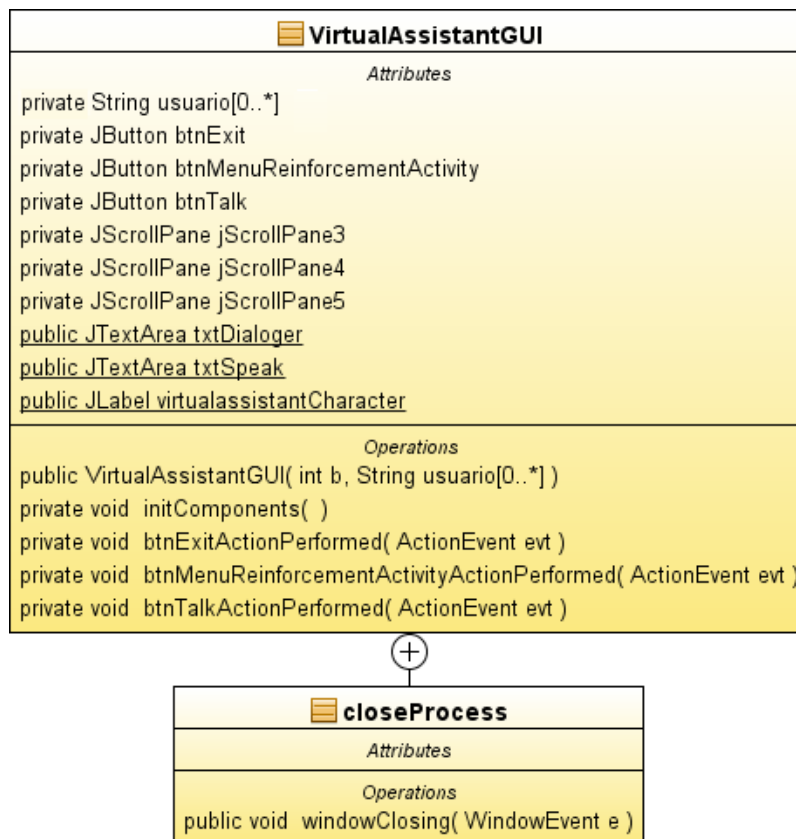 VirtualAssistantGUI
Attributes
private String usuario[0..*]
private JButton btnExit
private JButton btnMenuReinforcementActivity
private JButton btnTalk
private JScrollPane jScrollPane3
private JScrollPane jScrollPane4
private JScrollPane jScrollPane5
public JTextArea txtDialoger
public JTextArea txtSpeak
public JLabel virtualassistantCharacter
Operations
public VirtualAssistantGUI( int b, String usuario[0..*] )
private void initComponents( )
private void btnExitActionPerformed( ActionEvent evt )
private void btnMenuReinforcementActivityActionPerformed( ActionEvent evt )
private void btnTalkActionPerformed( ActionEvent evt )
closeProcess
Attributes
Operations
public void windowClosing( WindowEvent e )